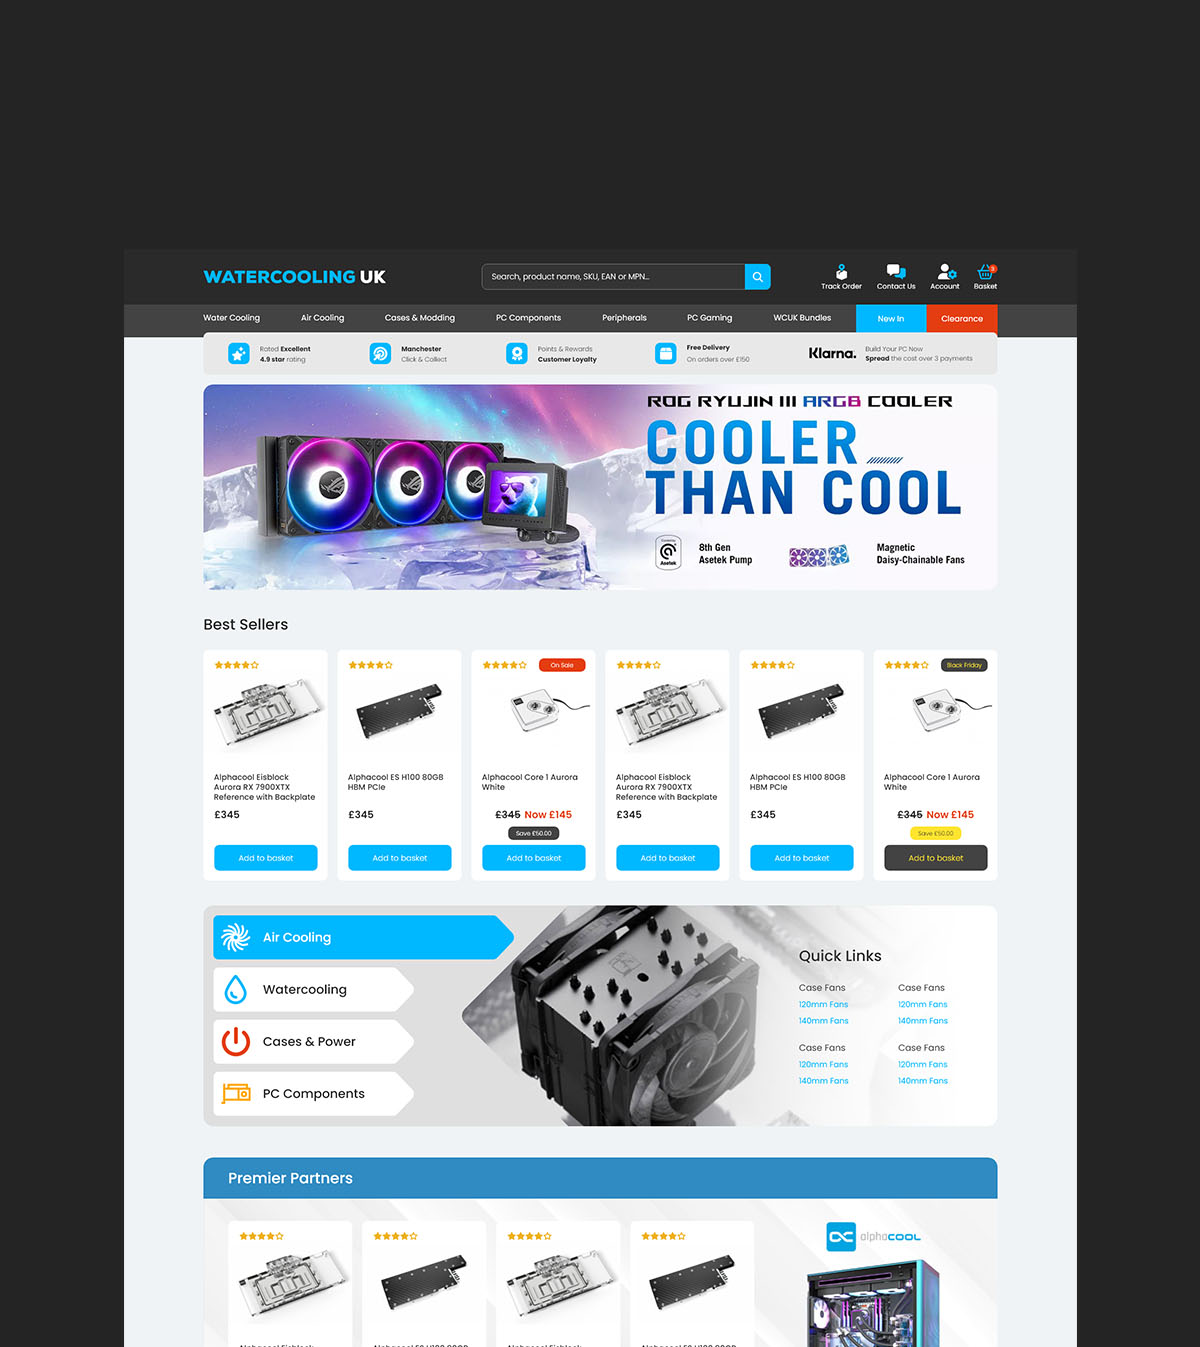 WATERCOOLING UK
Search, product name, SKU, EAN or MPN...
Track Order
Contact Us
Account
3
Basket
Water Cooling
Air Cooling
Cases & Modding
PC Components
Peripherals
PC Gaming
WCUK Bundles
New In
Clearance
Rated Excellent
4.9 star rating
Manchester
Click & Collect
Points & Rewards
Customer Loyalty
Free Delivery
On orders over £150
Klarna.
Build Your PC Now
Spread the cost over 3 payments
ROG RYUJIN III ARGB COOLER
COOLER
THAN COOL
Asetek
8th Gen
Asetek Pump
Magnetic
Daisy-Chainable Fans
Best Sellers
Alphacool Eisblock
Aurora RX 7900XTX
Reference with Backplate
£345
Add to basket
Alphacool ES H100 80GB
HBM PCIe
£345
Add to basket
On Sale
Alphacool Core 1 Aurora
White
£345 Now £145
Save £50.00
Add to basket
Alphacool Eisblock
Aurora RX 7900XTX
Reference with Backplate
£345
Add to basket
Alphacool ES H100 80GB
HBM PCIe
£345
Add to basket
Black Friday
Alphacool Core 1 Aurora
White
£345 Now £145
Save £50.00
Add to basket
Air Cooling
Watercooling
Cases & Power
PC Components
Quick Links
Case Fans
120mm Fans
140mm Fans
Case Fans
120mm Fans
140mm Fans
Case Fans
120mm Fans
140mm Fans
Case Fans
120mm Fans
140mm Fans
Premier Partners
alphacool